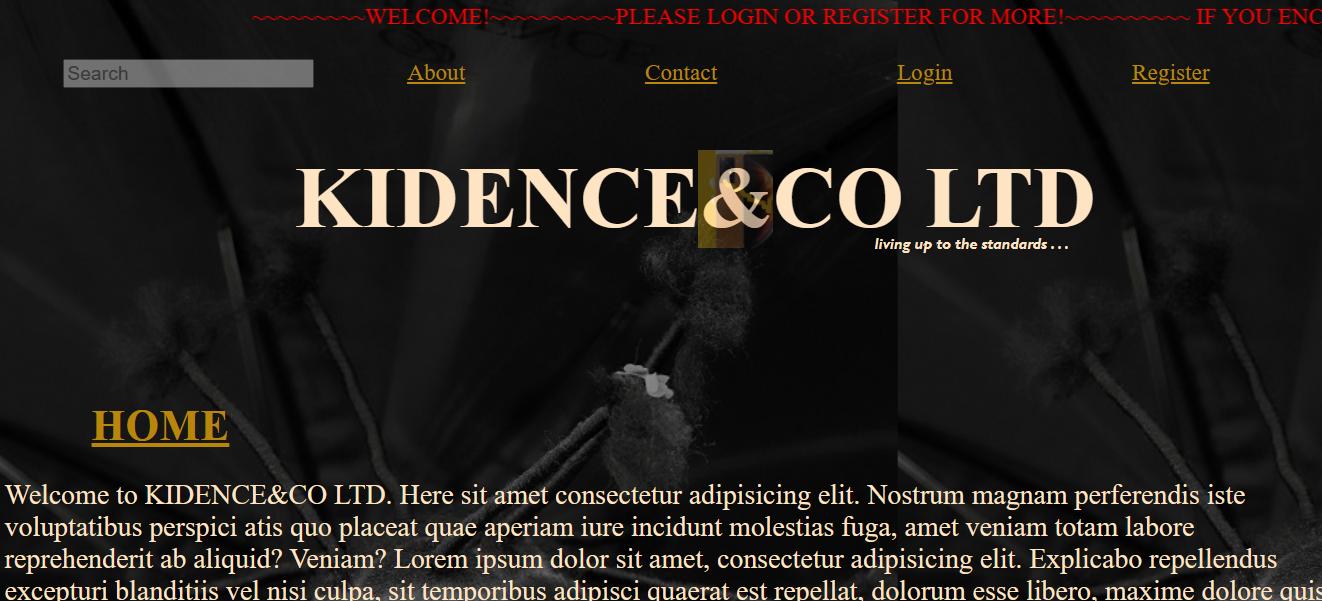 ~~~~~~~~~WELCOME!~~~~~~~~~~PLEASE LOGIN OR REGISTER FOR MORE!~~~~~~~~~~ IF YOU ENC
Search About Contact Login Register
KIDENCE&CO LTD
living up to the standards . . .
HOME
Welcome to KIDENCE&CO LTD. Here sit amet consectetur adipisicing elit. Nostrum magnam perferendis iste
voluptatibus perspici atis quo placeat quae aperiam iure incidunt molestias fuga, amet veniam totam labore
reprehenderit ab aliquid? Veniam? Lorem ipsum dolor sit amet, consectetur adipisicing elit. Explicabo repellendus
excepturi blanditiis vel nisi culpa, sit temporibus adipisci quaerat est repellat, dolorum esse libero, maxime dolore quis